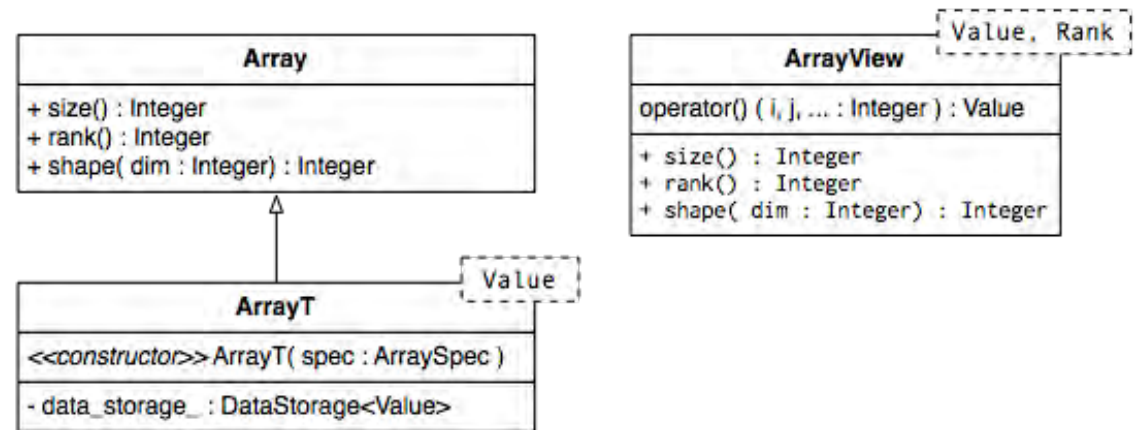 Array
+ size() : Integer
+ rank() : Integer
+ shape( dim : Integer) : Integer
Value
ArrayT
<<constructor>> ArrayT( spec : ArraySpec )
- data_storage_ : DataStorage<Value>
Value, Rank
ArrayView
operator() ( i, j, ... : Integer ) : Value
+ size() : Integer
+ rank() : Integer
+ shape( dim : Integer) : Integer